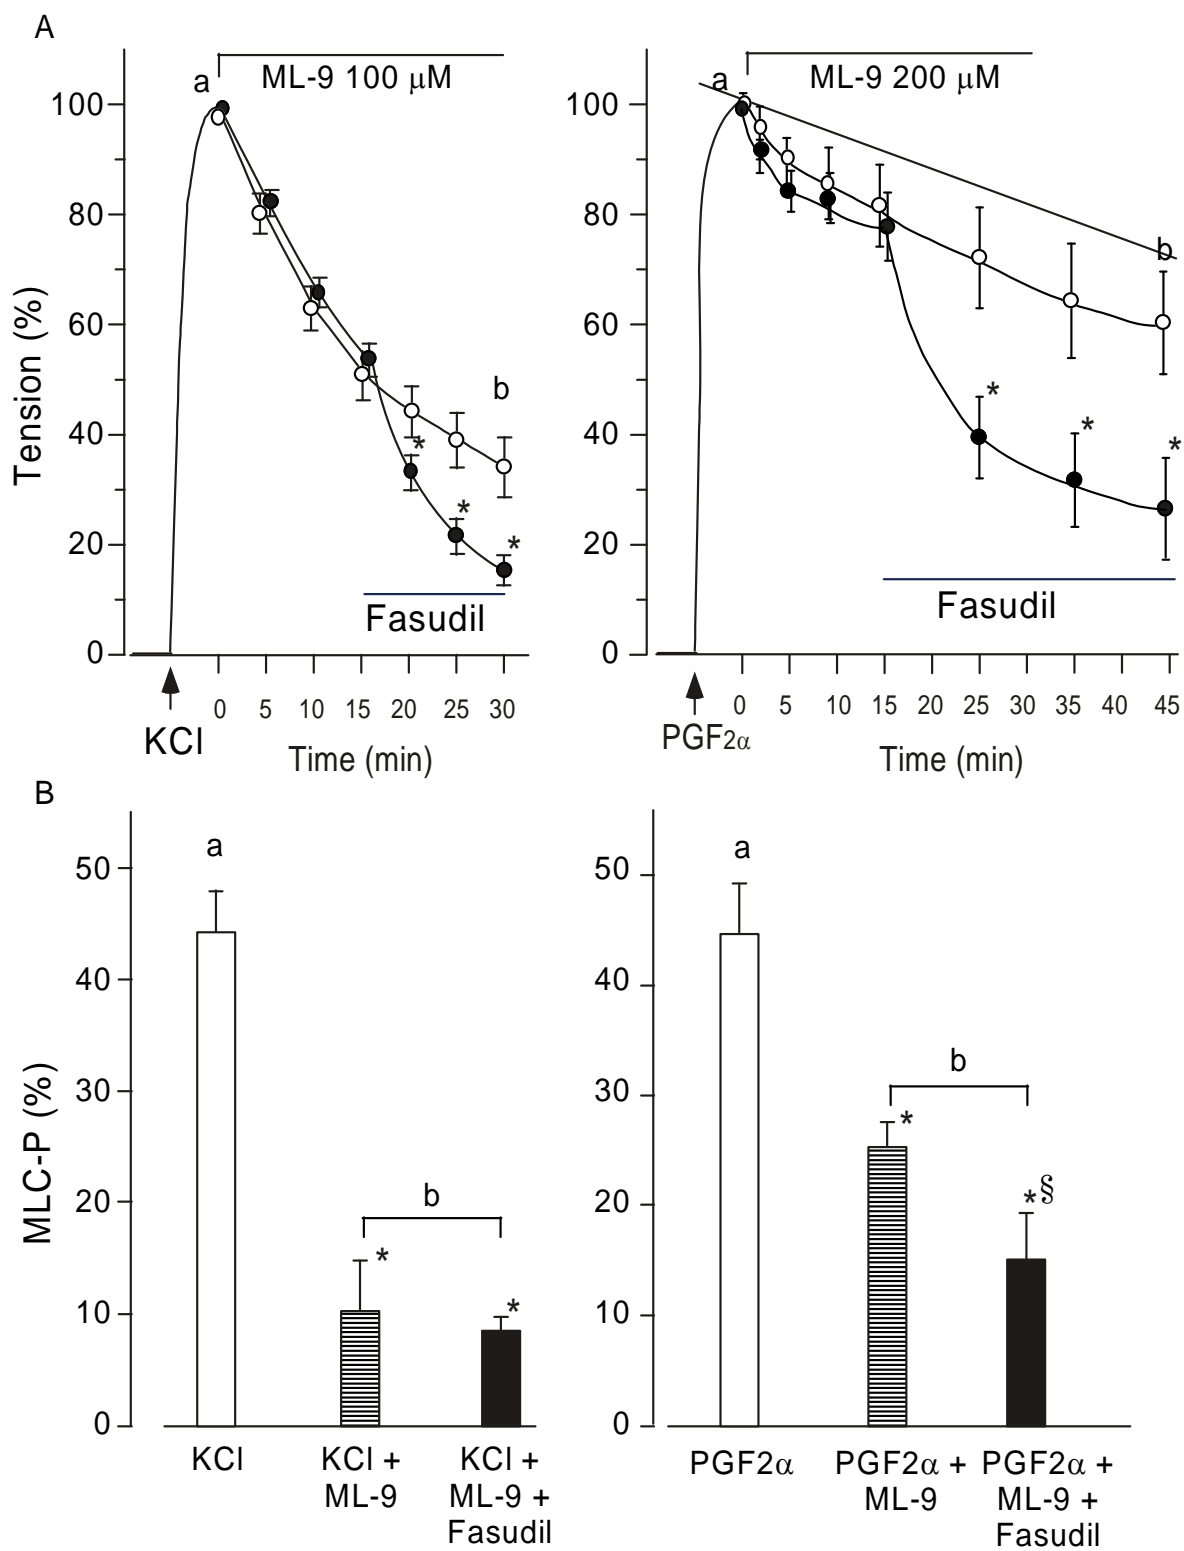 A
a
ML-9 100 μM
100
80
60
40
20
0
Tension (%)
b
*
*
*
Fasudil
0 5 10 15 20 25 30
KCl
Time (min)
a
ML-9 200 μM
100
80
60
40
20
0
b
*
*
*
Fasudil
0 5 10 15 20 25 30 35 40 45
PGF2α
Time (min)
B
MLC-P (%)
50
40
30
20
10
0
a
b
*
*
KCl
KCl +
ML-9
KCl +
ML-9 +
Fasudil
50
40
30
20
10
0
a
b
*
*§
PGF2α
PGF2α +
ML-9
PGF2α +
ML-9 +
Fasudil